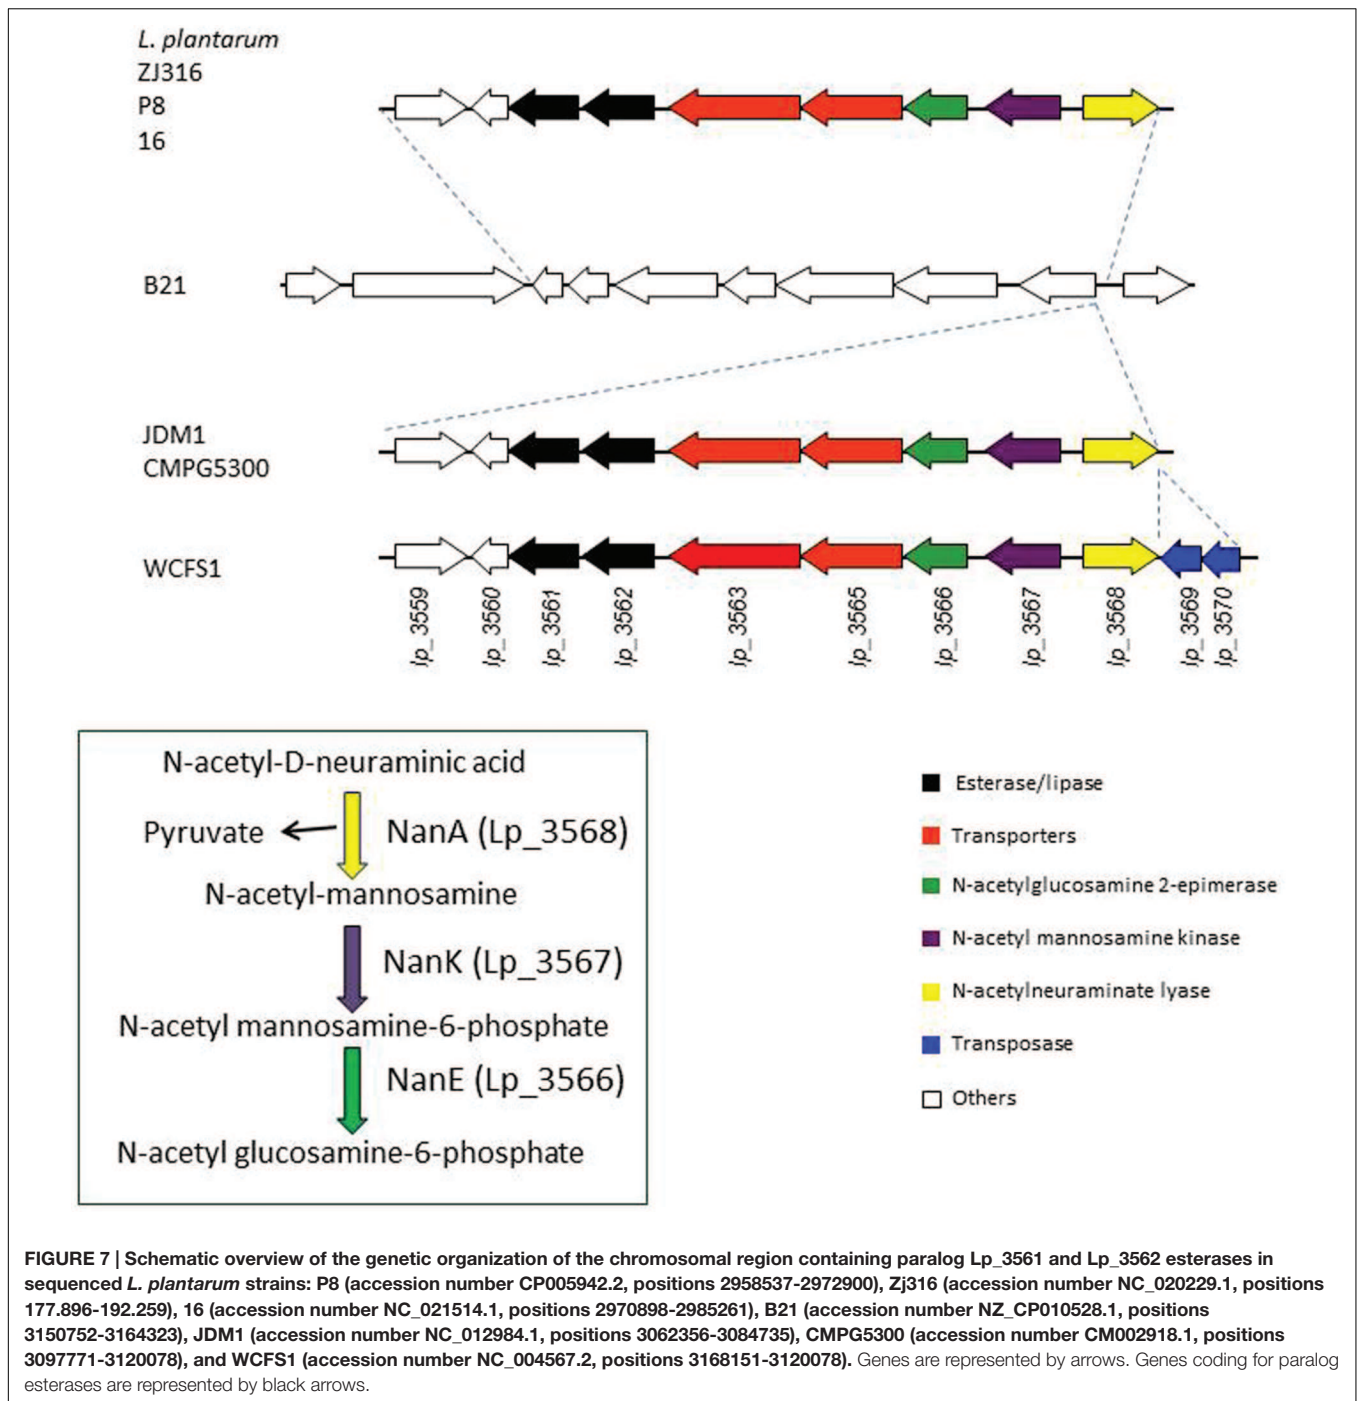 L. plantarum
ZJ316
P8
16
B21
JDM1
CMPG5300
WCFS1
lp_3559
lp_3560
lp_3561
lp_3562
lp_3563
lp_3565
lp_3566
lp_3567
lp_3568
lp_3569
lp_3570
N-acetyl-D-neuraminic acid
Pyruvate
NanA (Lp_3568)
N-acetyl-mannosamine
NanK (Lp_3567)
N-acetyl mannosamine-6-phosphate
NanE (Lp_3566)
N-acetyl glucosamine-6-phosphate
Esterase/lipase
Transporters
N-acetylglucosamine 2-epimerase
N-acetyl mannosamine kinase
N-acetylneuraminate lyase
Transposase
Others
FIGURE 7 | Schematic overview of the genetic organization of the chromosomal region containing paralog Lp_3561 and Lp_3562 esterases in
sequenced L. plantarum strains: P8 (accession number CP005942.2, positions 2958537-2972900), Zj316 (accession number NC_020229.1, positions
177.896-192.259), 16 (accession number NC_021514.1, positions 2970898-2985261), B21 (accession number NZ_CP010528.1, positions
3150752-3164323), JDM1 (accession number NC_012984.1, positions 3062356-3084735), CMPG5300 (accession number CM002918.1, positions
3097771-3120078), and WCFS1 (accession number NC_004567.2, positions 3168151-3120078). Genes are represented by arrows. Genes coding for paralog
esterases are represented by black arrows.